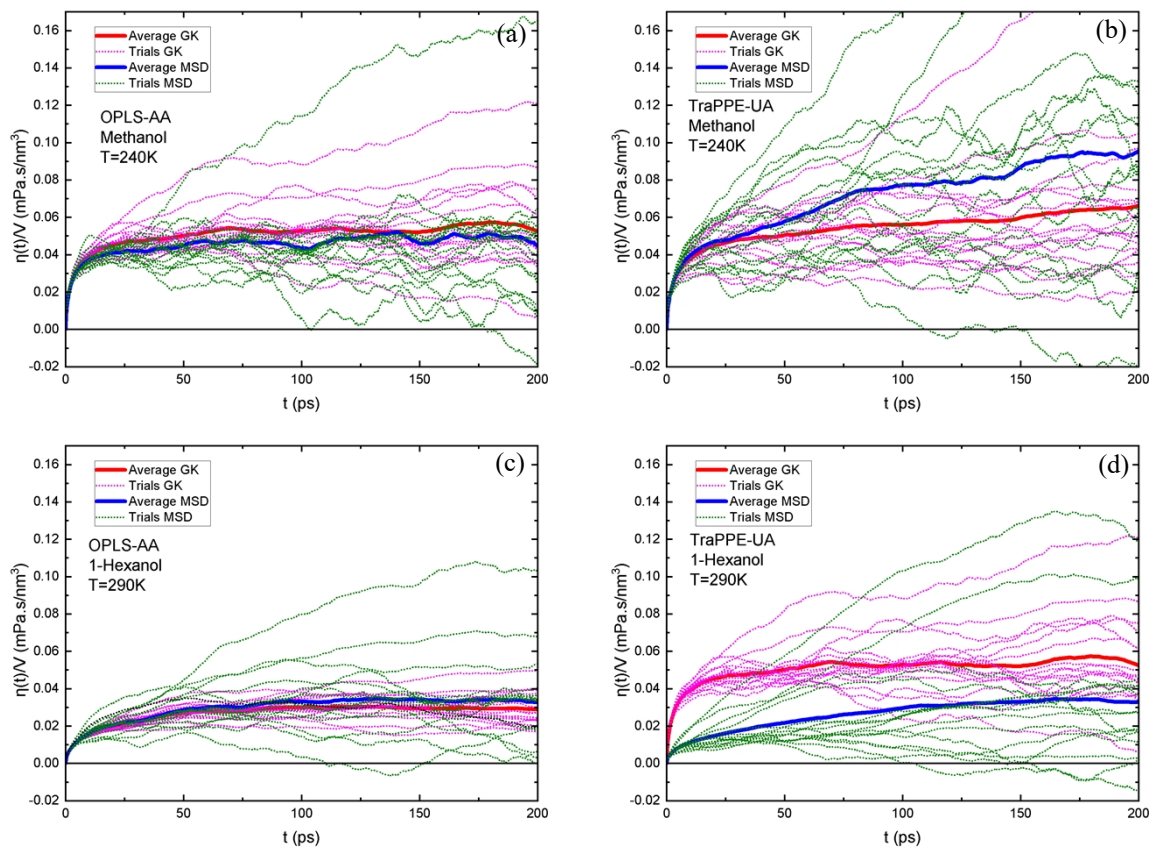 (a)
Average GK
Trials GK
Average MSD
Trials MSD
OPLS-AA
Methanol
T=240K
η(t)/V (mPa.s/nm³)
0.16
0.14
0.12
0.10
0.08
0.06
0.04
0.02
0.00
-0.02
0 50 100 150 200
t (ps)
(b)
Average GK
Trials GK
Average MSD
Trials MSD
TraPPE-UA
Methanol
T=240K
η(t)/V (mPa.s/nm³)
0.16
0.14
0.12
0.10
0.08
0.06
0.04
0.02
0.00
-0.02
0 50 100 150 200
t (ps)
(c)
Average GK
Trials GK
Average MSD
Trials MSD
OPLS-AA
1-Hexanol
T=290K
η(t)/V (mPa.s/nm³)
0.16
0.14
0.12
0.10
0.08
0.06
0.04
0.02
0.00
-0.02
0 50 100 150 200
t (ps)
(d)
Average GK
Trials GK
Average MSD
Trials MSD
TraPPE-UA
1-Hexanol
T=290K
η(t)/V (mPa.s/nm³)
0.16
0.14
0.12
0.10
0.08
0.06
0.04
0.02
0.00
-0.02
0 50 100 150 200
t (ps)